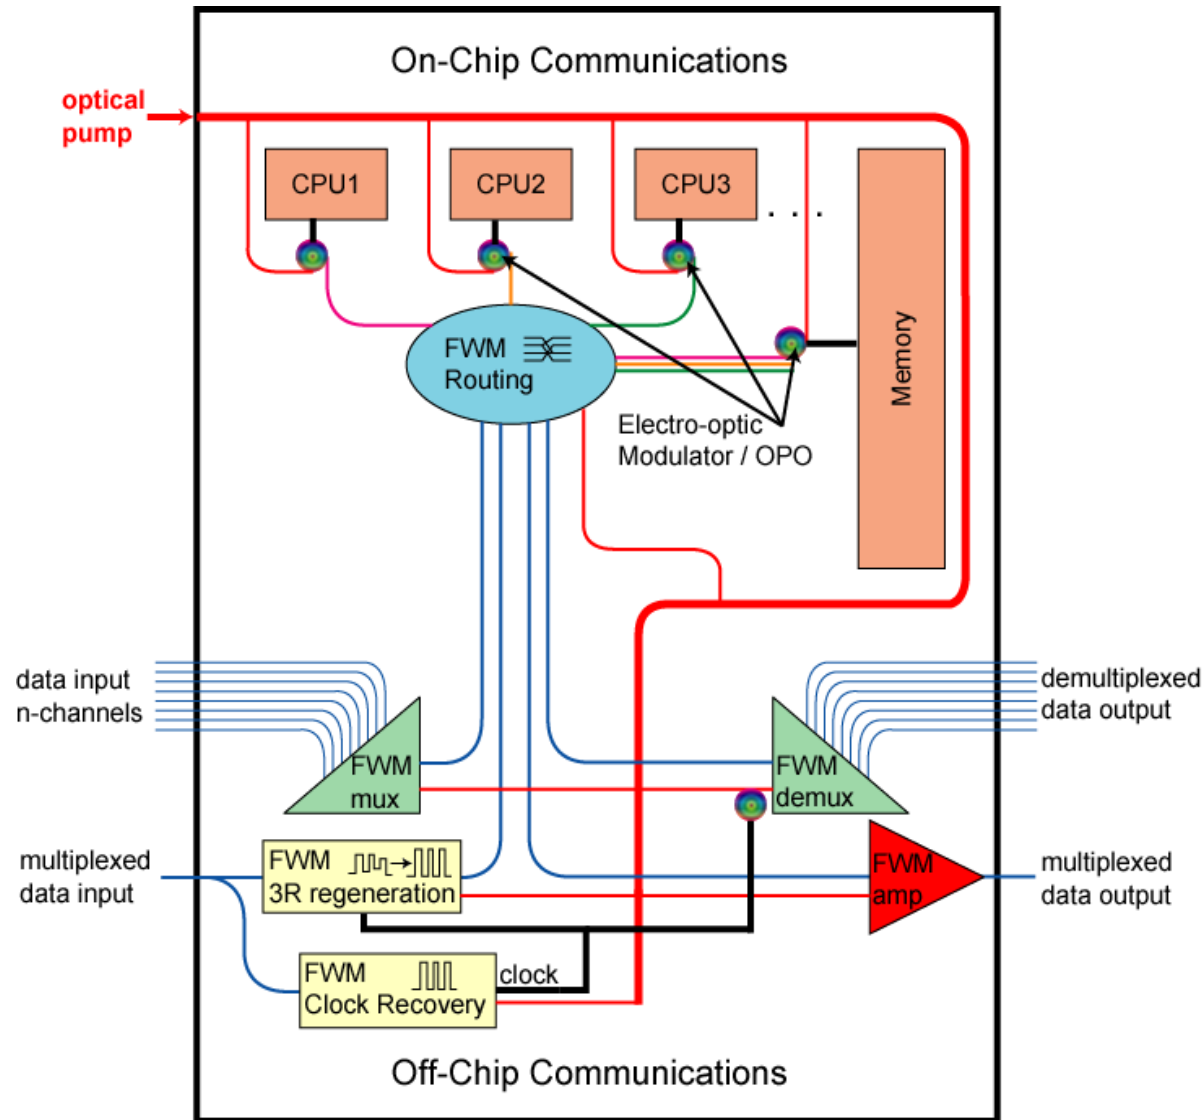 On-Chip Communications
optical
pump
CPU1
CPU2
CPU3
. . .
Memory
FWM
Routing
Electro-optic
Modulator / OPO
data input
n-channels
demultiplexed
data output
FWM
mux
FWM
demux
multiplexed
data input
FWM
3R regeneration
FWM
amp
multiplexed
data output
FWM
Clock Recovery
clock
Off-Chip Communications